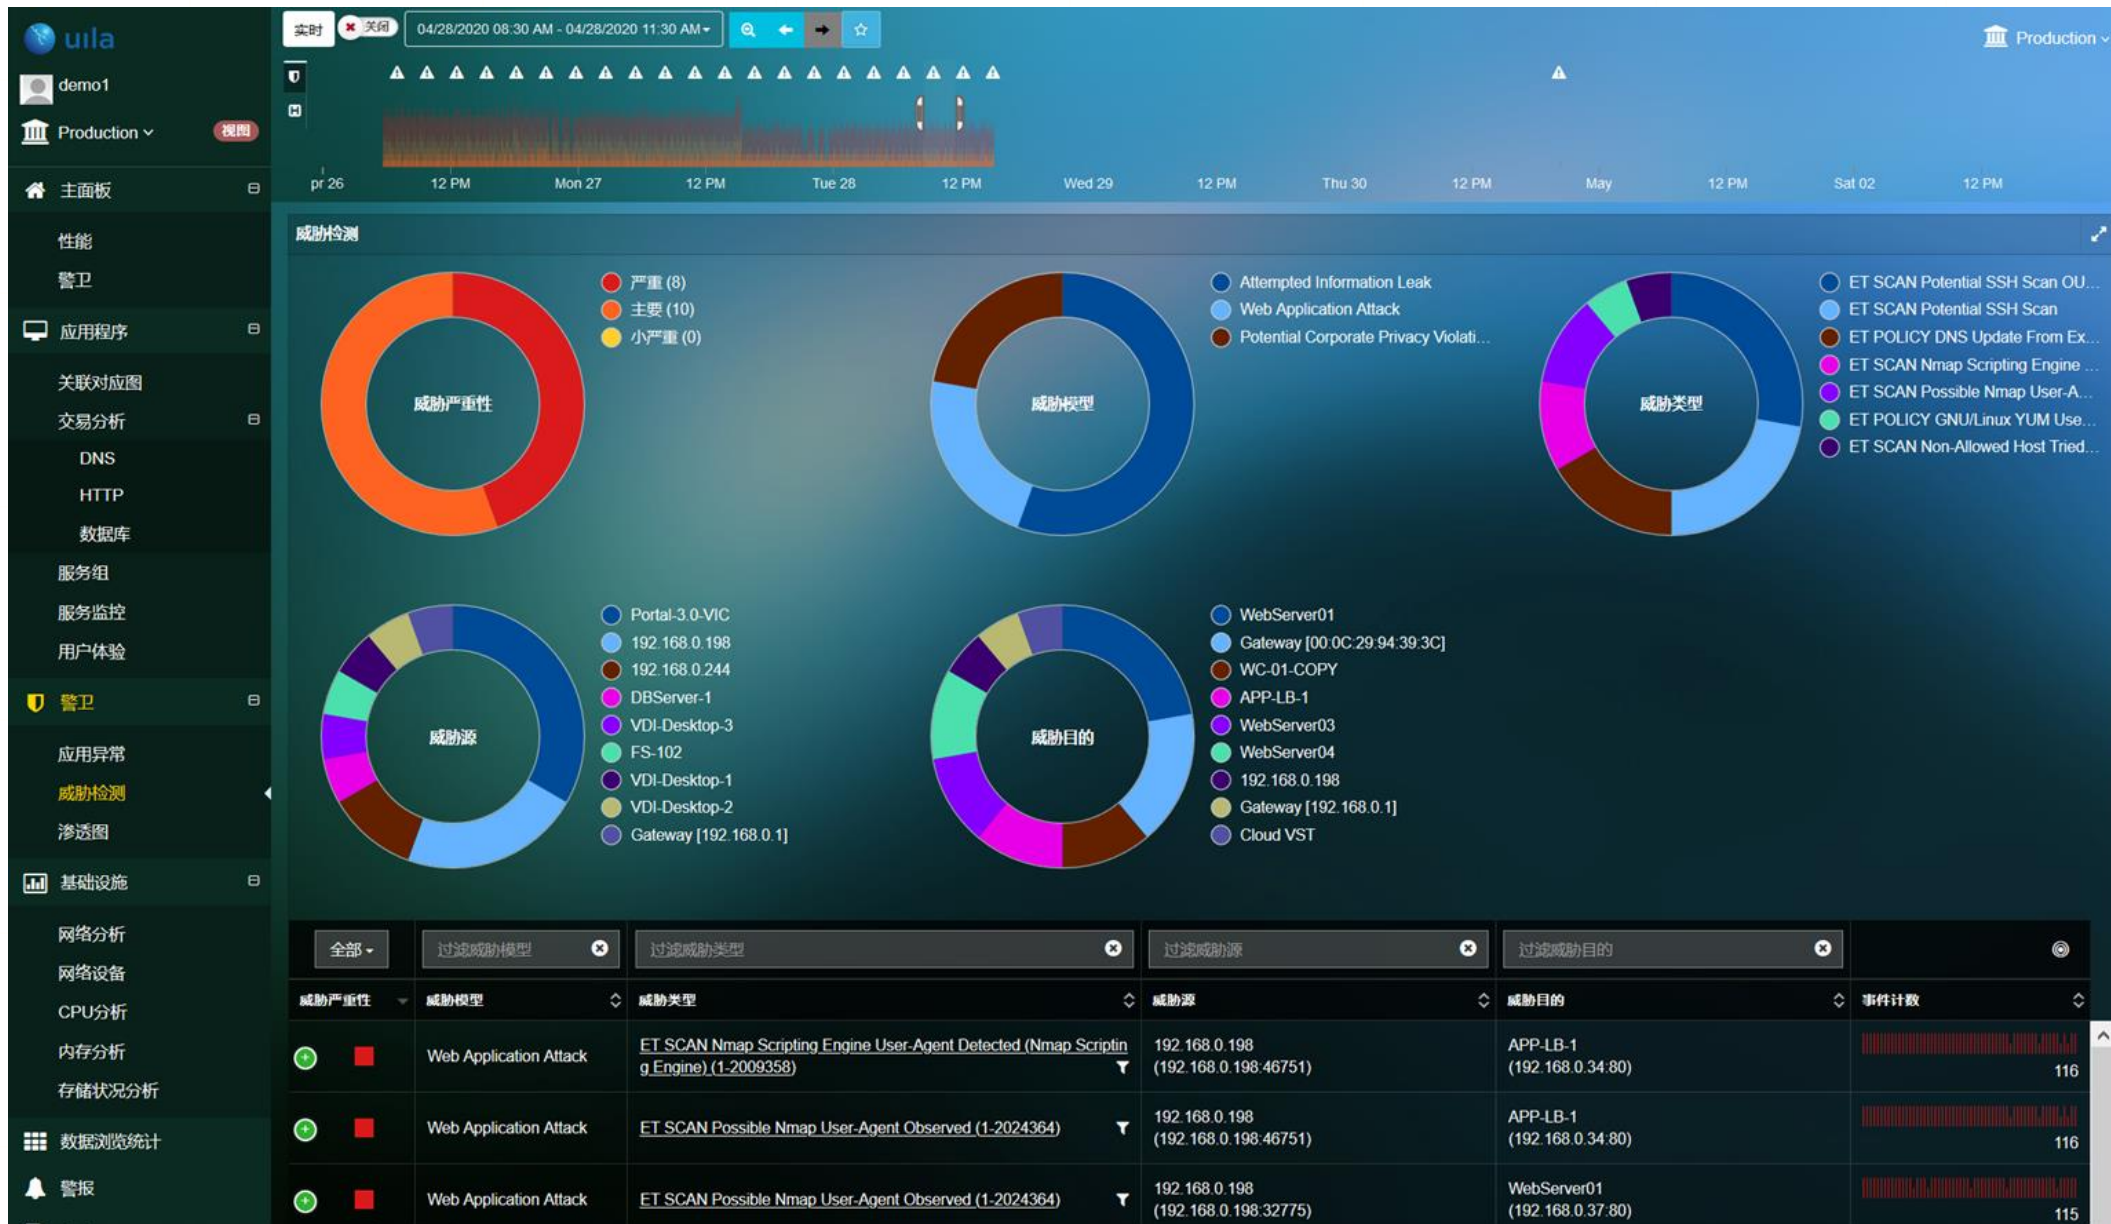 uila
demo1
Production
视图
主面板
性能
警卫
应用程序
关联对应图
交易分析
DNS
HTTP
数据库
服务组
服务监控
用户体验
警卫
应用异常
威胁检测
渗透图
基础设施
网络分析
网络设备
CPU分析
内存分析
存储状况分析
数据浏览统计
警报
实时
关闭
04/28/2020 08:30 AM - 04/28/2020 11:30 AM
Production
pr 26 12 PM Mon 27 12 PM Tue 28 12 PM Wed 29 12 PM Thu 30 12 PM May 12 PM Sat 02 12 PM
威胁检测
威胁严重性
严重 (8)
主要 (10)
小严重 (0)
威胁模型
Attempted Information Leak
Web Application Attack
Potential Corporate Privacy Violati...
威胁类型
ET SCAN Potential SSH Scan OU...
ET SCAN Potential SSH Scan
ET POLICY DNS Update From Ex...
ET SCAN Nmap Scripting Engine ...
ET SCAN Possible Nmap User-A...
ET POLICY GNU/Linux YUM Use...
ET SCAN Non-Allowed Host Tried...
威胁源
Portal-3.0-VIC
192.168.0.198
192.168.0.244
DBServer-1
VDI-Desktop-3
FS-102
VDI-Desktop-1
VDI-Desktop-2
Gateway [192.168.0.1]
威胁目的
WebServer01
Gateway [00:0C:29:94:39:3C]
WC-01-COPY
APP-LB-1
WebServer03
WebServer04
192.168.0.198
Gateway [192.168.0.1]
Cloud VST
全部 过滤威胁模型 过滤威胁类型 过滤威胁源 过滤威胁目的
威胁严重性 威胁模型 威胁类型 威胁源 威胁目的 事件计数
Web Application Attack
ET SCAN Nmap Scripting Engine User-Agent Detected (Nmap Scriptin
g Engine) (1-2009358)
192.168.0.198
(192.168.0.198:46751)
APP-LB-1
(192.168.0.34:80)
116
Web Application Attack
ET SCAN Possible Nmap User-Agent Observed (1-2024364)
192.168.0.198
(192.168.0.198:46751)
APP-LB-1
(192.168.0.34:80)
116
Web Application Attack
ET SCAN Possible Nmap User-Agent Observed (1-2024364)
192.168.0.198
(192.168.0.198:32775)
WebServer01
(192.168.0.37:80)
115